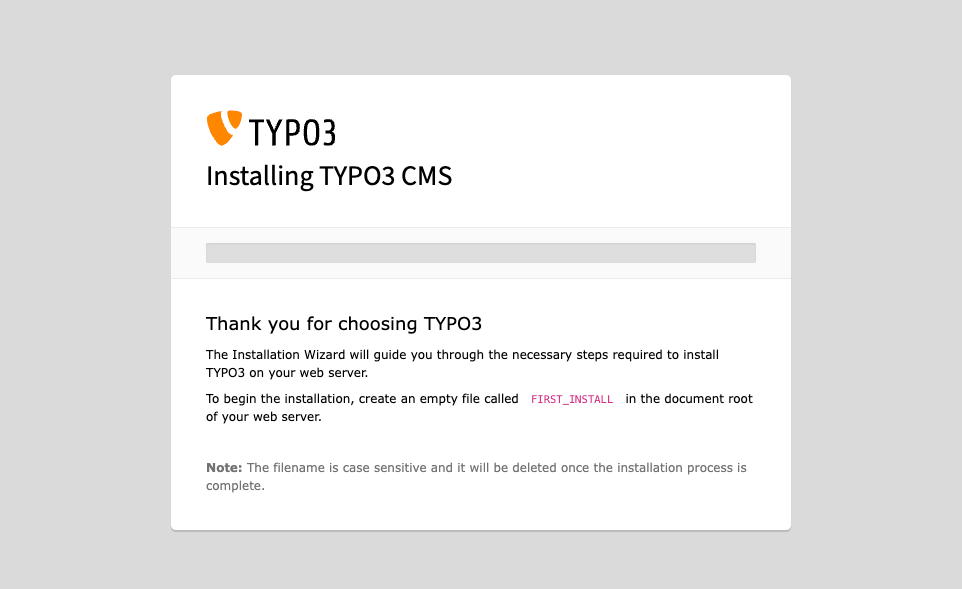 TYPO3
Installing TYPO3 CMS
Thank you for choosing TYPO3
The Installation Wizard will guide you through the necessary steps required to install
TYPO3 on your web server.
To begin the installation, create an empty file called FIRST_INSTALL in the document root
of your web server.
Note: The filename is case sensitive and it will be deleted once the installation process is
complete.